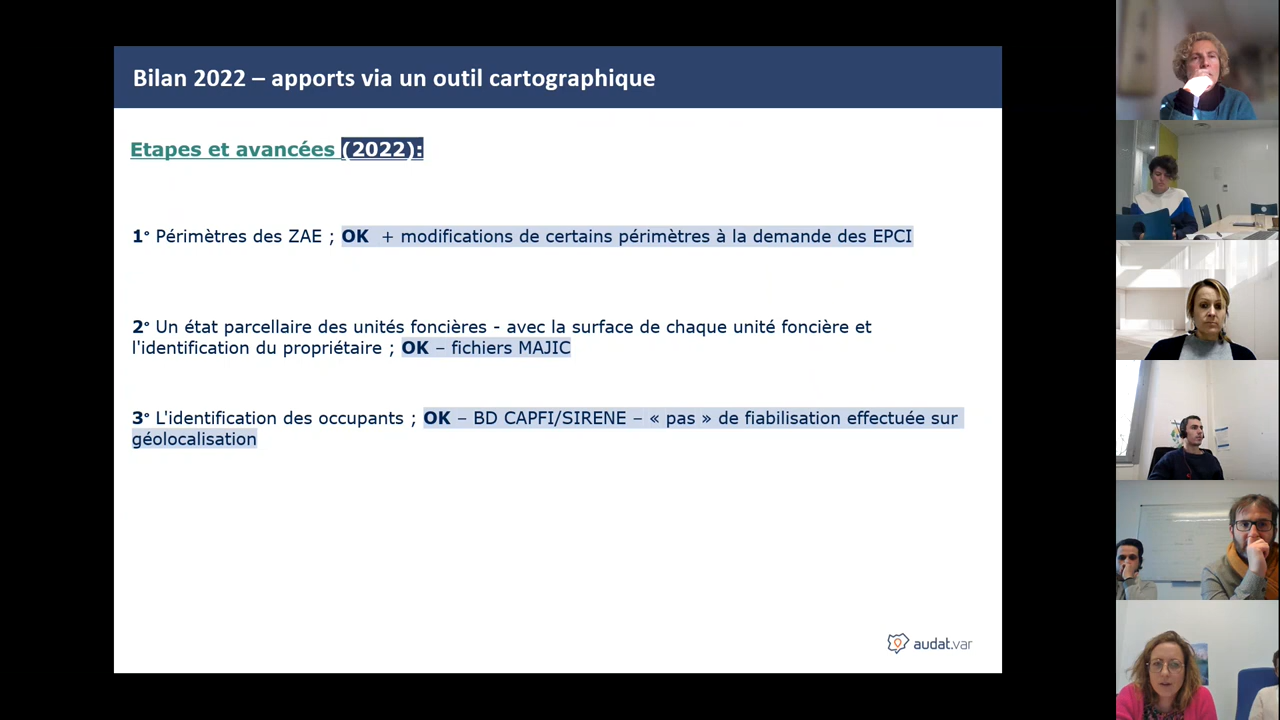 Bilan 2022 – apports via un outil cartographique
Etapes et avancées (2022):
1° Périmètres des ZAE ; OK + modifications de certains périmètres à la demande des EPCI
2° Un état parcellaire des unités foncières - avec la surface de chaque unité foncière et
l'identification du propriétaire ; OK – fichiers MAJIC
3° L'identification des occupants ; OK – BD CAPFI/SIRENE – « pas » de fiabilisation effectuée sur
géolocalisation
audat.var